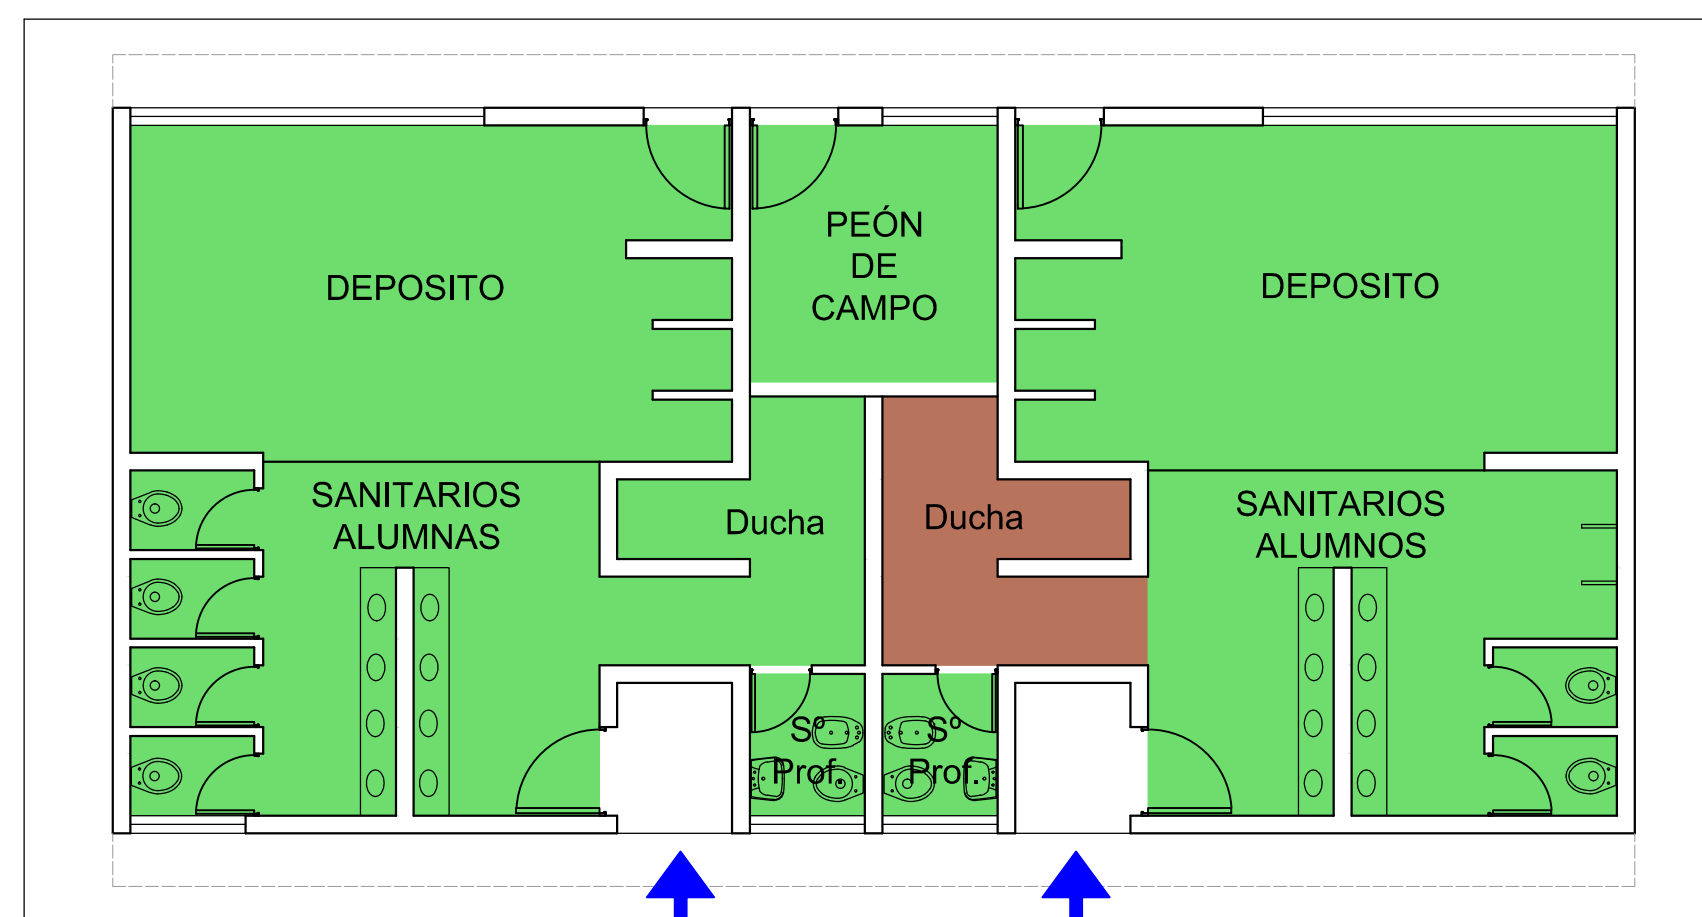 PEÓN
DE
CAMPO
DEPOSITO
DEPOSITO
SANITARIOS
ALUMNAS
Ducha
Ducha
SANITARIOS
ALUMNOS
Sº
Prof.
Sº
Prof.